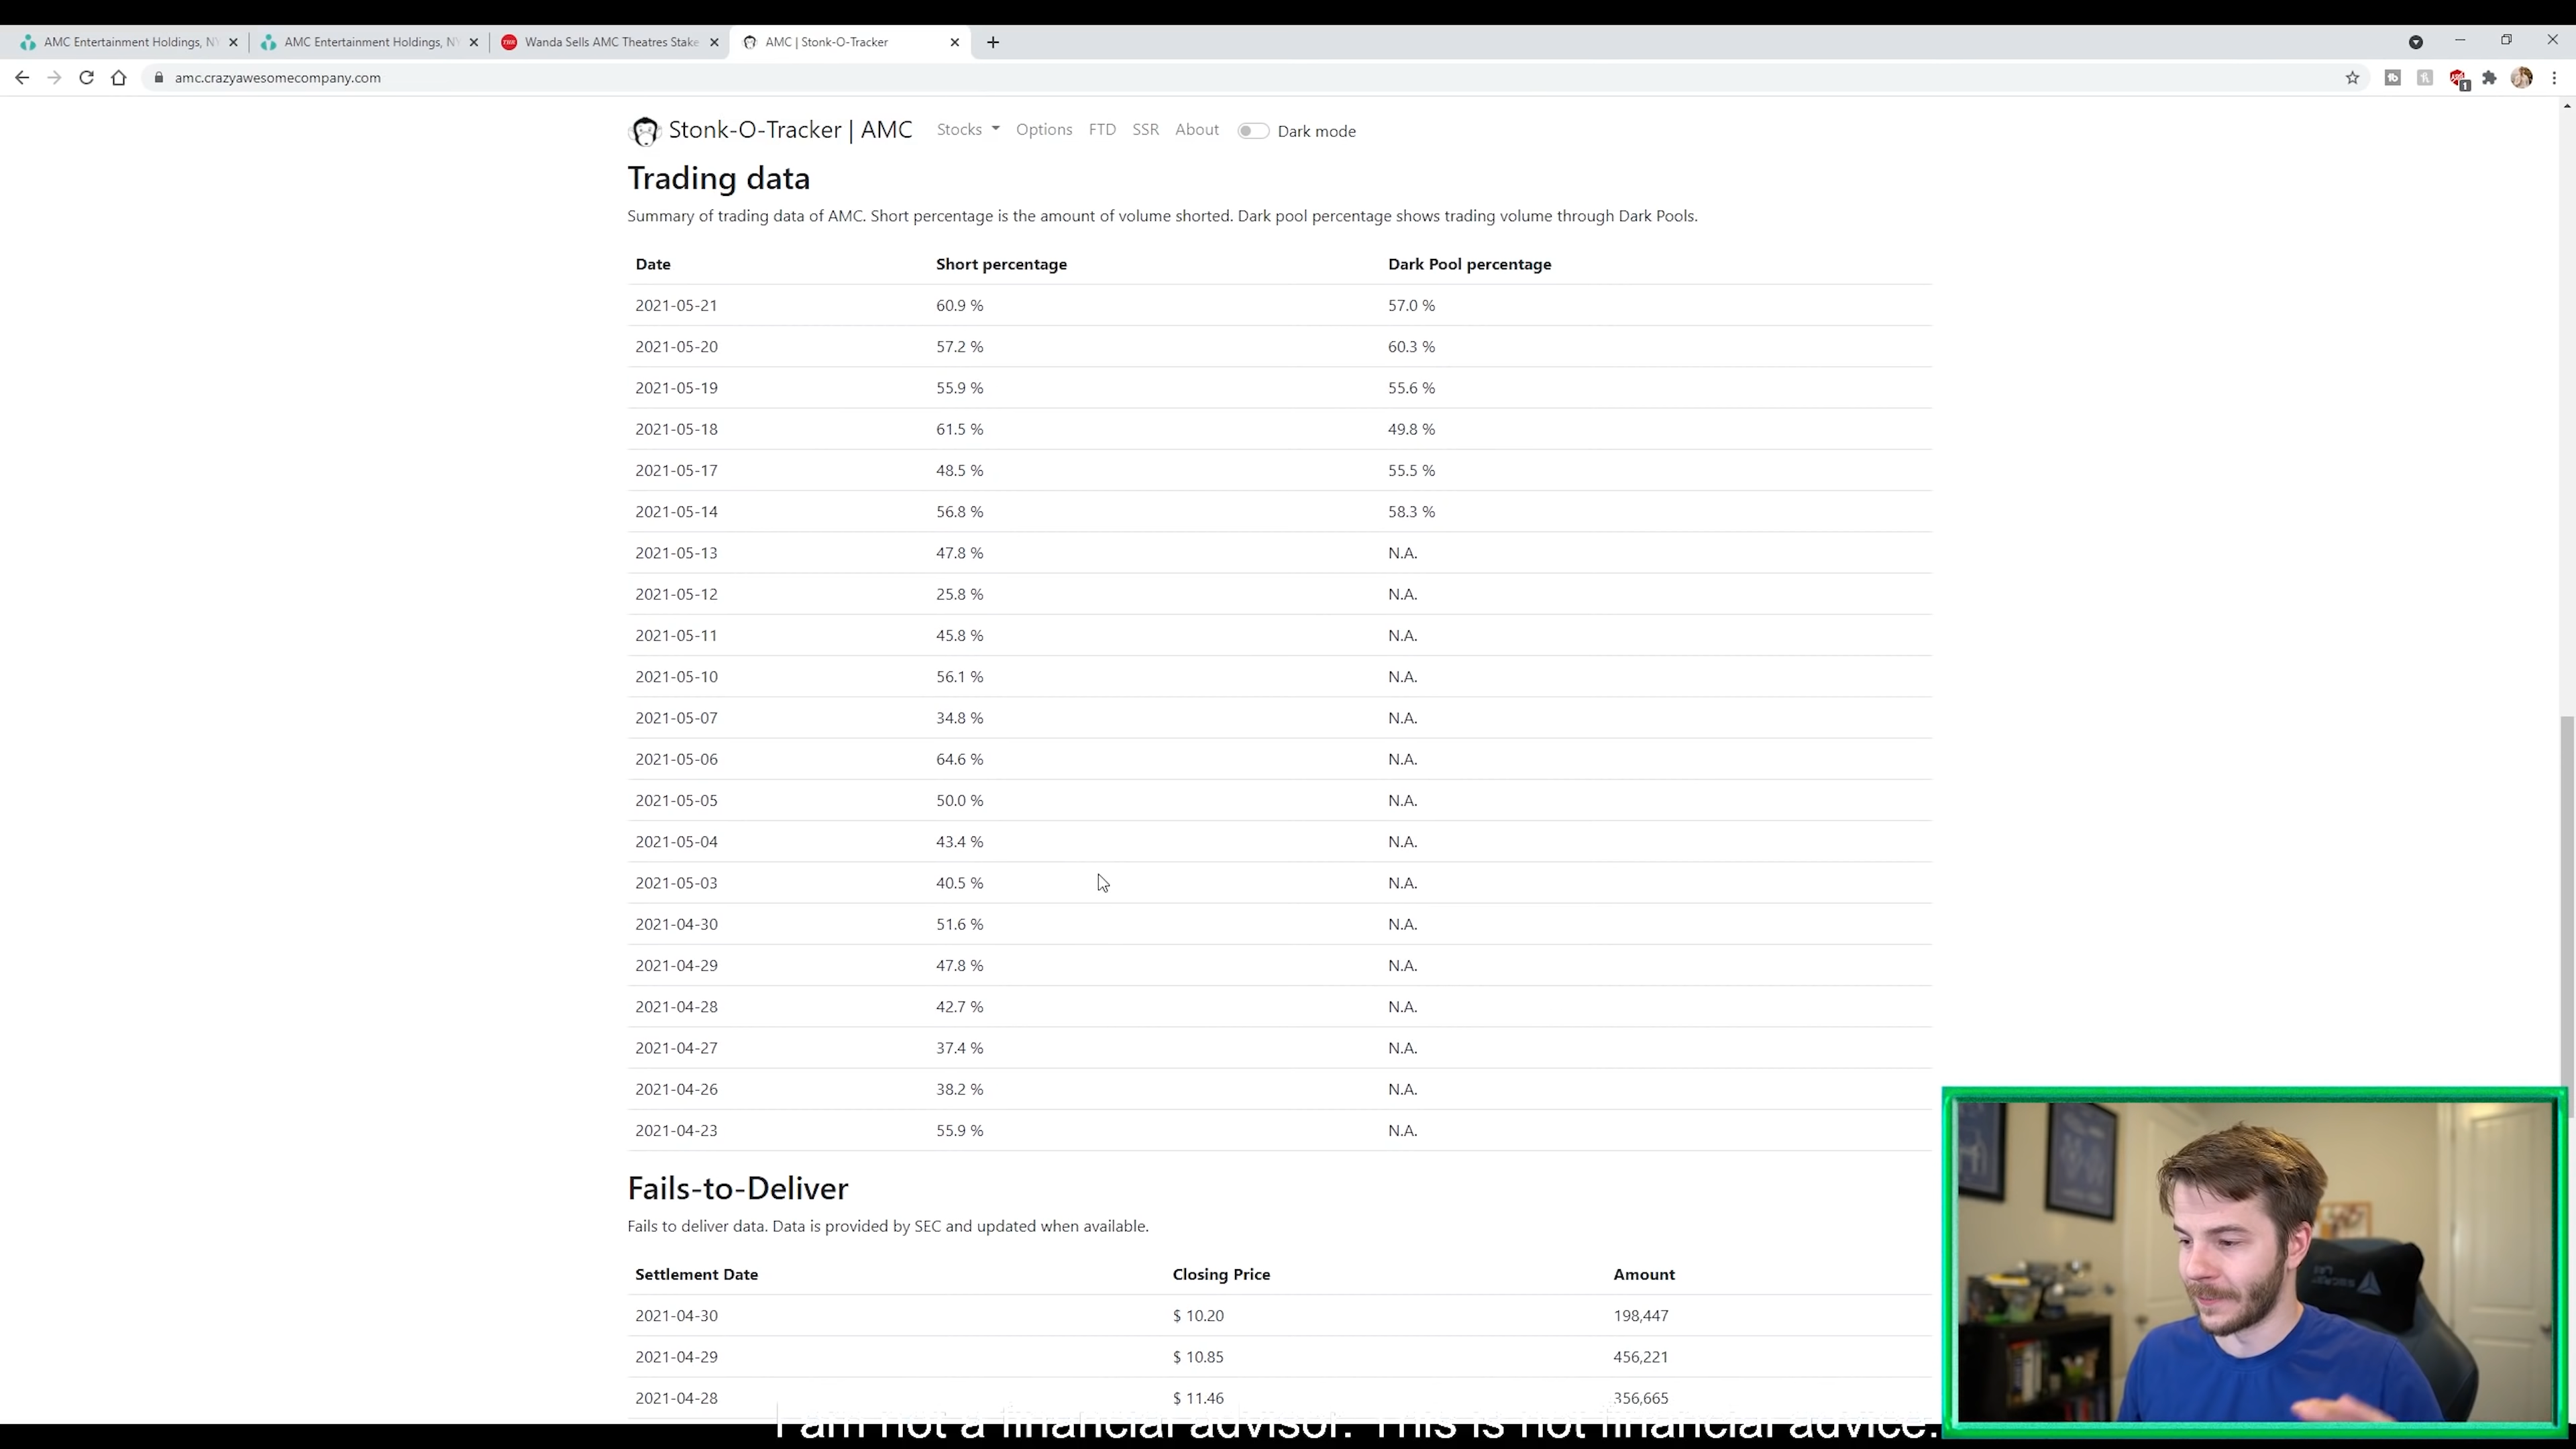 AMC Entertainment Holdings, NY
AMC Entertainment Holdings, NY
Wanda Sells AMC Theatres Stake
AMC | Stonk-O-Tracker
amc.crazyawesomecompany.com
Stonk-O-Tracker | AMC Stocks Options FTD SSR About Dark mode
Trading data
Summary of trading data of AMC. Short percentage is the amount of volume shorted. Dark pool percentage shows trading volume through Dark Pools.
Date Short percentage Dark Pool percentage
2021-05-21 60.9 % 57.0 %
2021-05-20 57.2 % 60.3 %
2021-05-19 55.9 % 55.6 %
2021-05-18 61.5 % 49.8 %
2021-05-17 48.5 % 55.5 %
2021-05-14 56.8 % 58.3 %
2021-05-13 47.8 % N.A.
2021-05-12 25.8 % N.A.
2021-05-11 45.8 % N.A.
2021-05-10 56.1 % N.A.
2021-05-07 34.8 % N.A.
2021-05-06 64.6 % N.A.
2021-05-05 50.0 % N.A.
2021-05-04 43.4 % N.A.
2021-05-03 40.5 % N.A.
2021-04-30 51.6 % N.A.
2021-04-29 47.8 % N.A.
2021-04-28 42.7 % N.A.
2021-04-27 37.4 % N.A.
2021-04-26 38.2 % N.A.
2021-04-23 55.9 % N.A.
Fails-to-Deliver
Fails to deliver data. Data is provided by SEC and updated when available.
Settlement Date Closing Price Amount
2021-04-30 $ 10.20 198,447
2021-04-29 $ 10.85 456,221
2021-04-28 $ 11.46 356,665
I am not a financial advisor. This is not financial advice.